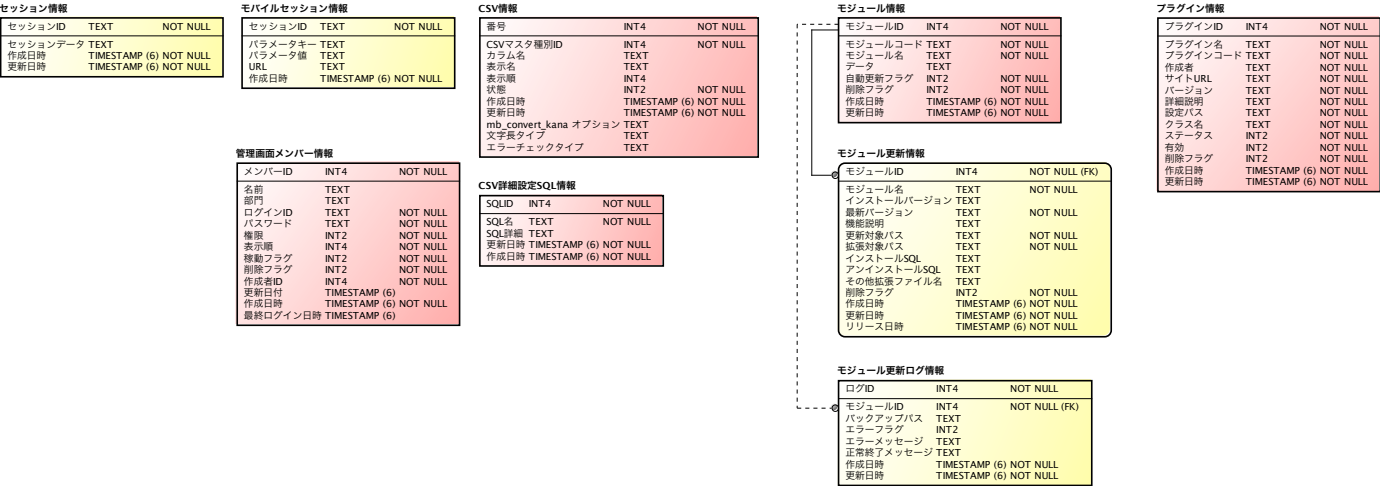 セッション情報
セッションID TEXT NOT NULL
セッションデータ TEXT
作成日時 TIMESTAMP (6) NOT NULL
更新日時 TIMESTAMP (6) NOT NULL
モバイルセッション情報
セッションID TEXT NOT NULL
パラメータキー TEXT
パラメータ値 TEXT
URL TEXT
作成日時 TIMESTAMP (6) NOT NULL
管理画面メンバー情報
メンバーID INT4 NOT NULL
名前 TEXT
部門 TEXT
ログインID TEXT NOT NULL
パスワード TEXT NOT NULL
権限 INT2 NOT NULL
表示順 INT4 NOT NULL
稼動フラグ INT2 NOT NULL
削除フラグ INT2 NOT NULL
作成者ID INT4 NOT NULL
更新日付 TIMESTAMP (6)
作成日時 TIMESTAMP (6) NOT NULL
最終ログイン日時 TIMESTAMP (6)
CSV情報
番号 INT4 NOT NULL
CSVマスタ種別ID INT4 NOT NULL
カラム名 TEXT
表示名 TEXT
表示順 INT4
状態 INT2 NOT NULL
作成日時 TIMESTAMP (6) NOT NULL
更新日時 TIMESTAMP (6) NOT NULL
mb_convert_kana オプション TEXT
文字長タイプ TEXT
エラーチェックタイプ TEXT
CSV詳細設定SQL情報
SQLID INT4 NOT NULL
SQL名 TEXT NOT NULL
SQL詳細 TEXT
更新日時 TIMESTAMP (6) NOT NULL
作成日時 TIMESTAMP (6) NOT NULL
モジュール情報
モジュールID INT4 NOT NULL
モジュールコード TEXT NOT NULL
モジュール名 TEXT NOT NULL
データ TEXT
自動更新フラグ INT2 NOT NULL
削除フラグ INT2 NOT NULL
作成日時 TIMESTAMP (6) NOT NULL
更新日時 TIMESTAMP (6) NOT NULL
モジュール更新情報
モジュールID INT4 NOT NULL (FK)
モジュール名 TEXT NOT NULL
インストールバージョン TEXT
最新バージョン TEXT NOT NULL
機能説明 TEXT
更新対象パス TEXT NOT NULL
拡張対象パス TEXT NOT NULL
インストールSQL TEXT
アンインストールSQL TEXT
その他拡張ファイル名 TEXT
削除フラグ INT2 NOT NULL
作成日時 TIMESTAMP (6) NOT NULL
更新日時 TIMESTAMP (6) NOT NULL
リリース日時 TIMESTAMP (6) NOT NULL
モジュール更新ログ情報
ログID INT4 NOT NULL
モジュールID INT4 NOT NULL (FK)
バックアップパス TEXT
エラーフラグ INT2
エラーメッセージ TEXT
正常終了メッセージ TEXT
作成日時 TIMESTAMP (6) NOT NULL
更新日時 TIMESTAMP (6) NOT NULL
プラグイン情報
プラグインID INT4 NOT NULL
プラグイン名 TEXT NOT NULL
プラグインコード TEXT NOT NULL
作成者 TEXT NOT NULL
サイトURL TEXT NOT NULL
バージョン TEXT NOT NULL
詳細説明 TEXT NOT NULL
設定パス TEXT NOT NULL
クラス名 TEXT NOT NULL
ステータス INT2 NOT NULL
有効 INT2 NOT NULL
削除フラグ INT2 NOT NULL
作成日時 TIMESTAMP (6) NOT NULL
更新日時 TIMESTAMP (6) NOT NULL